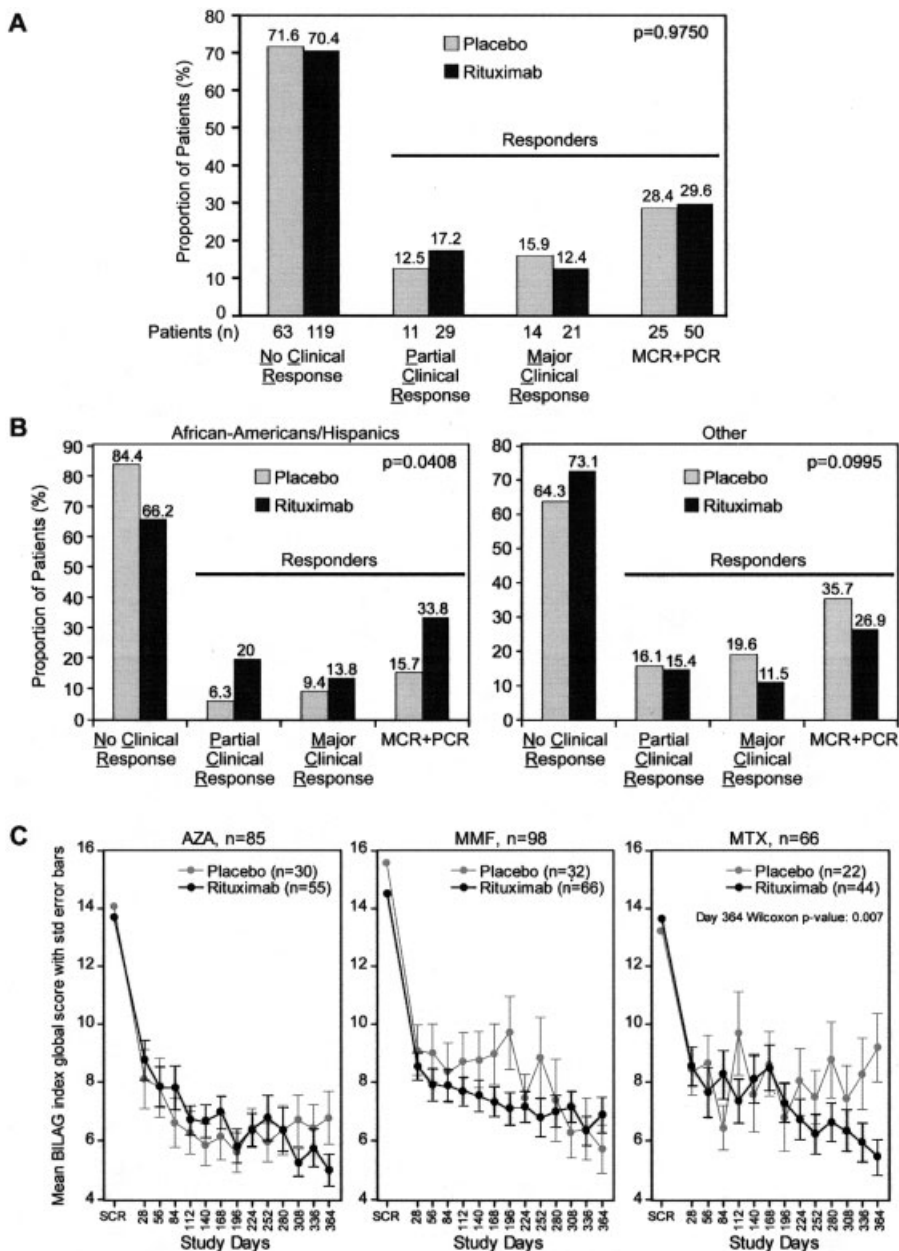 A
p=0.9750
Placebo
Rituximab
Responders
Proportion of Patients (%)
80
70
60
50
40
30
20
10
0
71.6 70.4
12.5 17.2
15.9 12.4
28.4 29.6
Patients (n) 63 119 11 29 14 21 25 50
No Clinical Response
Partial Clinical Response
Major Clinical Response
MCR+PCR
B
African-Americans/Hispanics
p=0.0408
Placebo
Rituximab
Responders
Proportion of Patients (%)
90
80
70
60
50
40
30
20
10
0
84.4 66.2
6.3 20
9.4 13.8
15.7 33.8
No Clinical Response
Partial Clinical Response
Major Clinical Response
MCR+PCR
Other
p=0.0995
Placebo
Rituximab
Responders
80
70
60
50
40
30
20
10
0
64.3 73.1
16.1 15.4
19.6 11.5
35.7 26.9
No Clinical Response
Partial Clinical Response
Major Clinical Response
MCR+PCR
C
Mean BILAG index global score with std error bars
AZA, n=85
Placebo (n=30)
Rituximab (n=55)
16
14
12
10
8
6
4
SCR 28 56 84 112 140 168 196 224 252 280 308 336 364
Study Days
MMF, n=98
Placebo (n=32)
Rituximab (n=66)
16
14
12
10
8
6
4
SCR 28 56 84 112 140 168 196 224 252 280 308 336 364
Study Days
MTX, n=66
Placebo (n=22)
Rituximab (n=44)
Day 364 Wilcoxon p-value: 0.007
16
14
12
10
8
6
4
SCR 28 56 84 112 140 168 196 224 252 280 308 336 364
Study Days